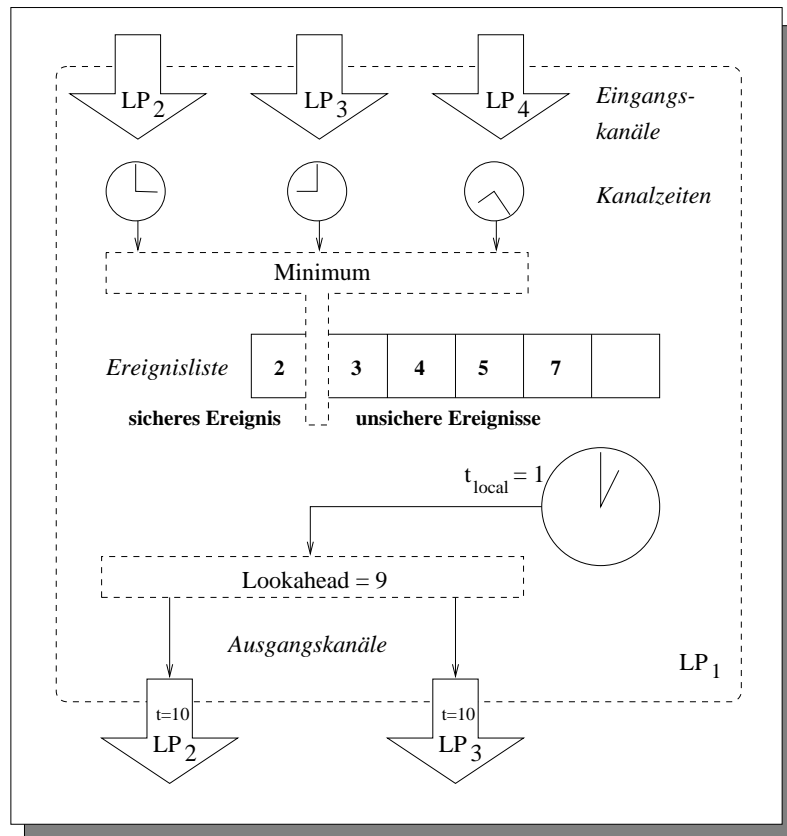 LP2 LP3 LP4
Eingangs-
kanäle
Kanalzeiten
Minimum
Ereignisliste 2 3 4 5 7
sicheres Ereignis unsichere Ereignisse
tlocal = 1
Lookahead = 9
Ausgangskanäle
LP1
t=10 t=10
LP2 LP3